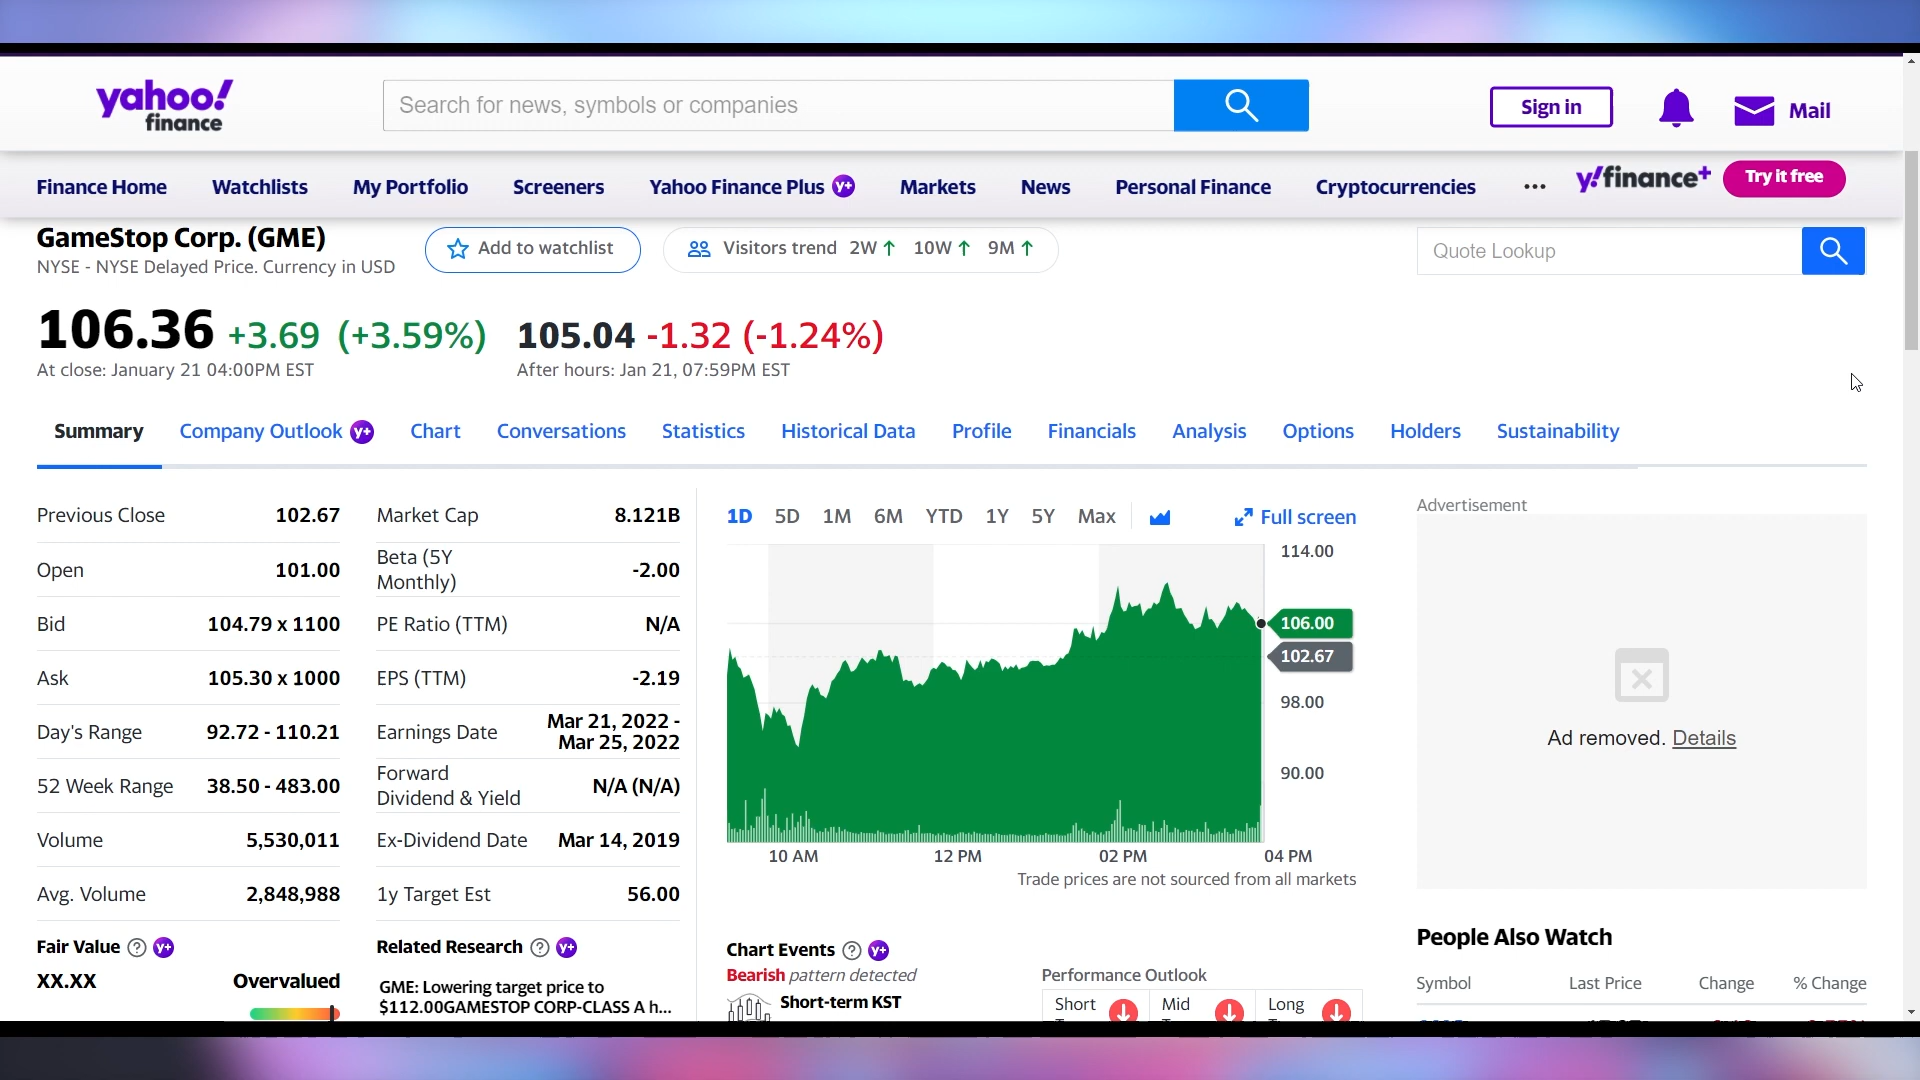 yahoo!
finance
Search for news, symbols or companies
Sign in
Mail
Finance Home
Watchlists
My Portfolio
Screeners
Yahoo Finance Plus y+
Markets
News
Personal Finance
Cryptocurrencies
...
y!finance+
Try it free
GameStop Corp. (GME)
NYSE - NYSE Delayed Price. Currency in USD
Add to watchlist
Visitors trend 2W↑ 10W↑ 9M↑
Quote Lookup
106.36 +3.69 (+3.59%)
At close: January 21 04:00PM EST
105.04 -1.32 (-1.24%)
After hours: Jan 21, 07:59PM EST
Summary
Company Outlook y+
Chart
Conversations
Statistics
Historical Data
Profile
Financials
Analysis
Options
Holders
Sustainability
Previous Close 102.67
Open 101.00
Bid 104.79 x 1100
Ask 105.30 x 1000
Day's Range 92.72 - 110.21
52 Week Range 38.50 - 483.00
Volume 5,530,011
Avg. Volume 2,848,988
Market Cap 8.121B
Beta (5Y
Monthly) -2.00
PE Ratio (TTM) N/A
EPS (TTM) -2.19
Earnings Date Mar 21, 2022 -
Mar 25, 2022
Forward
Dividend & Yield N/A (N/A)
Ex-Dividend Date Mar 14, 2019
1y Target Est 56.00
Fair Value ? y+
XX.XX Overvalued
Related Research ? y+
GME: Lowering target price to
$112.00GAMESTOP CORP-CLASS A h...
1D 5D 1M 6M YTD 1Y 5Y Max
Full screen
114.00
106.00
102.67
98.00
90.00
10 AM 12 PM 02 PM 04 PM
Trade prices are not sourced from all markets
Chart Events ? y+
Bearish pattern detected
Short-term KST
Performance Outlook
Short Mid Long
Advertisement
Ad removed. Details
People Also Watch
Symbol Last Price Change % Change